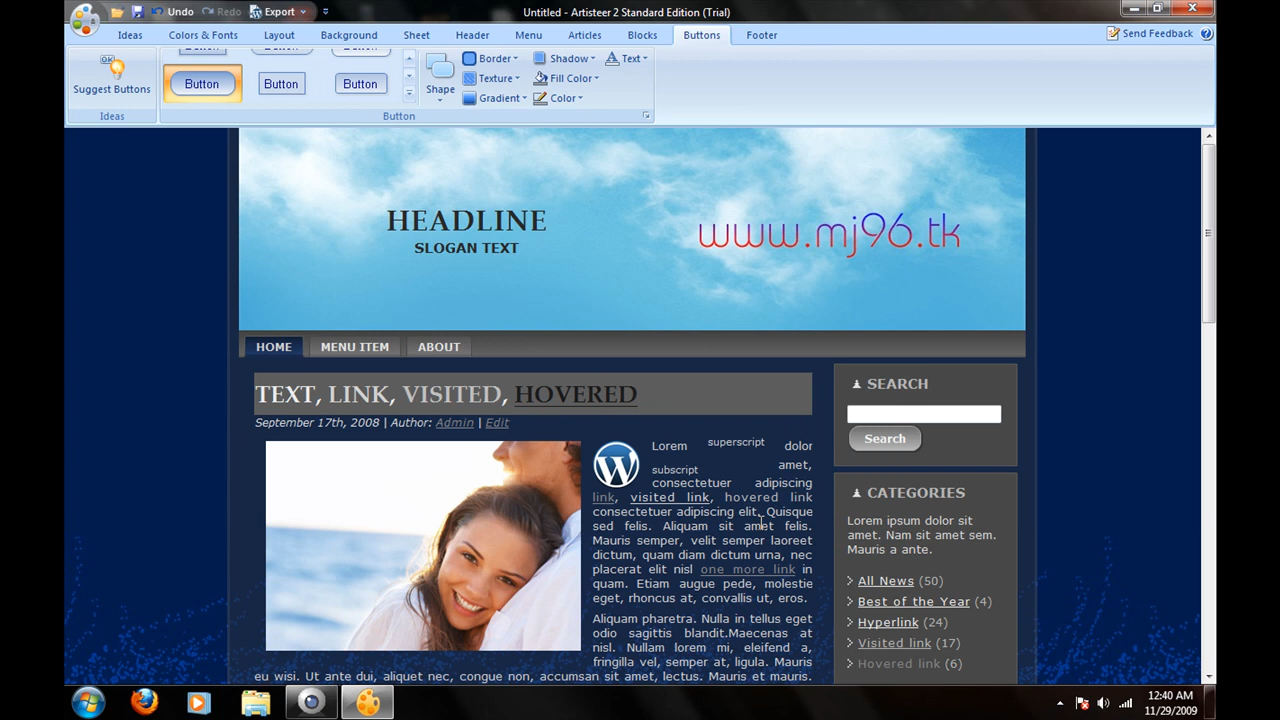 Undo Redo Export Untitled - Artisteer 2 Standard Edition (Trial)
Ideas Colors & Fonts Layout Background Sheet Header Menu Articles Blocks Buttons Footer Send Feedback
OK
Suggest Buttons
Ideas
Button Button Button
Shape
Border Shadow Text
Texture Fill Color
Gradient Color
Button
HEADLINE
SLOGAN TEXT
www.mj96.tk
HOME MENU ITEM ABOUT
TEXT, LINK, VISITED, HOVERED
September 17th, 2008 | Author: Admin | Edit
Lorem superscript dolor
subscript amet,
consectetuer adipiscing
link, visited link, hovered link
consectetuer adipiscing elit. Quisque
sed felis. Aliquam sit amet felis.
Mauris semper, velit semper laoreet
dictum, quam diam dictum urna, nec
placerat elit nisl one more link in
quam. Etiam augue pede, molestie
eget, rhoncus at, convallis ut, eros.
Aliquam pharetra. Nulla in tellus eget
odio sagittis blandit.Maecenas at
nisl. Nullam lorem mi, eleifend a,
fringilla vel, semper at, ligula. Mauris
eu wisi. Ut ante dui, aliquet nec, congue non, accumsan sit amet, lectus. Mauris et mauris.
SEARCH
Search
CATEGORIES
Lorem ipsum dolor sit
amet. Nam sit amet sem.
Mauris a ante.
All News (50)
Best of the Year (4)
Hyperlink (24)
Visited link (17)
Hovered link (6)
12:40 AM
11/29/2009